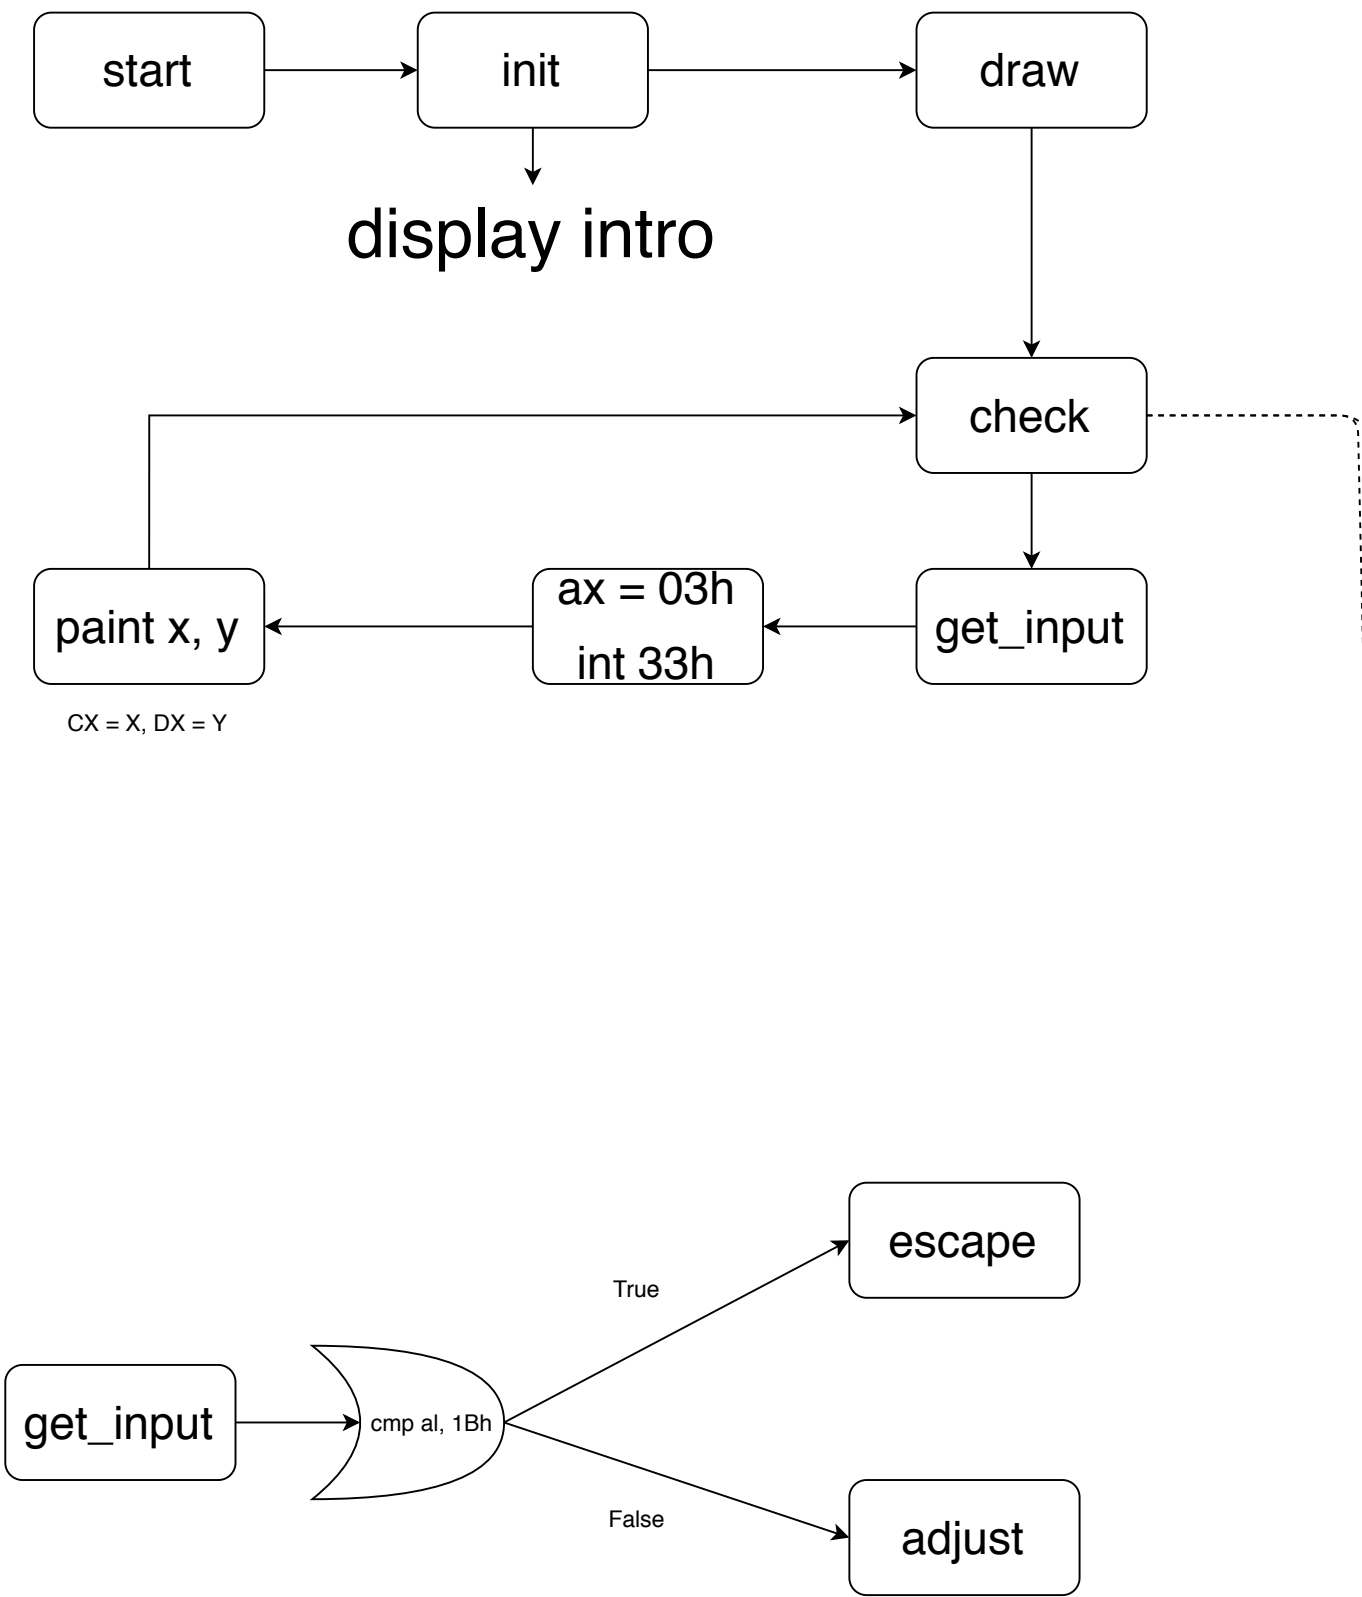 start
init
draw
display intro
check
paint x, y
ax = 03h
int 33h
get_input
CX = X, DX = Y
escape
True
get_input
cmp al, 1Bh
False
adjust